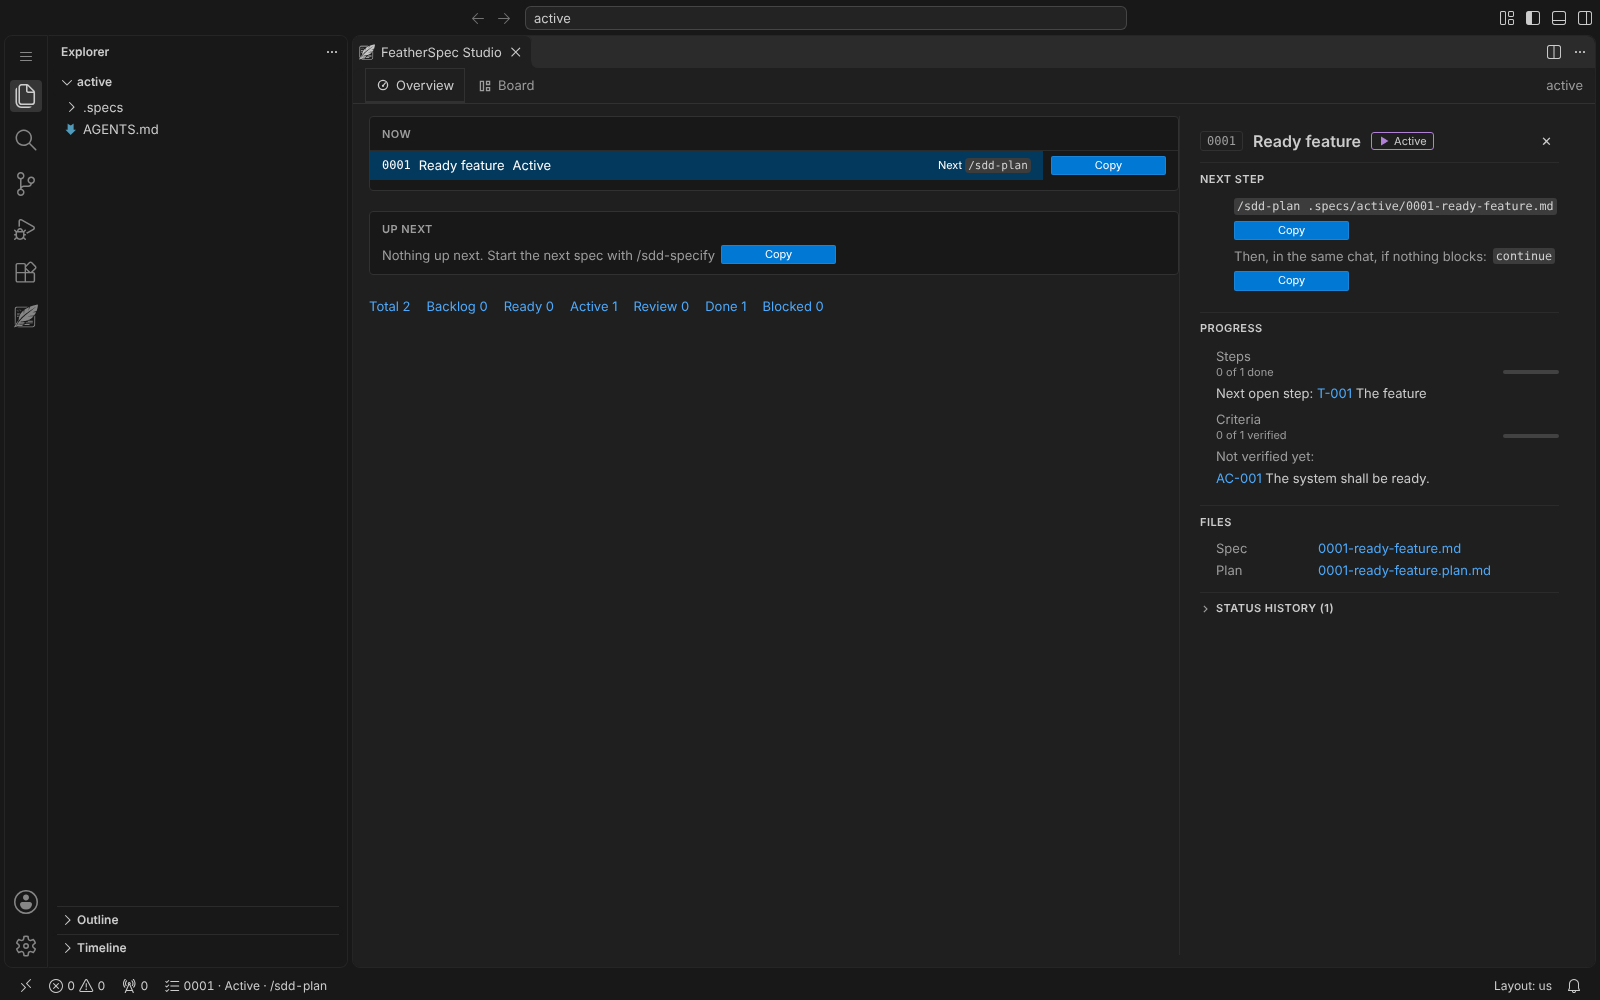 active
Explorer
active
.specs
AGENTS.md
Outline
Timeline
FeatherSpec Studio
Overview
Board
active
NOW
0001 Ready feature Active Next /sdd-plan Copy
UP NEXT
Nothing up next. Start the next spec with /sdd-specify Copy
Total 2 Backlog 0 Ready 0 Active 1 Review 0 Done 1 Blocked 0
0001 Ready feature Active
NEXT STEP
/sdd-plan .specs/active/0001-ready-feature.md
Copy
Then, in the same chat, if nothing blocks: continue
Copy
PROGRESS
Steps
0 of 1 done
Next open step: T-001 The feature
Criteria
0 of 1 verified
Not verified yet:
AC-001 The system shall be ready.
FILES
Spec 0001-ready-feature.md
Plan 0001-ready-feature.plan.md
STATUS HISTORY (1)
0 0 0 0001 · Active · /sdd-plan Layout: us